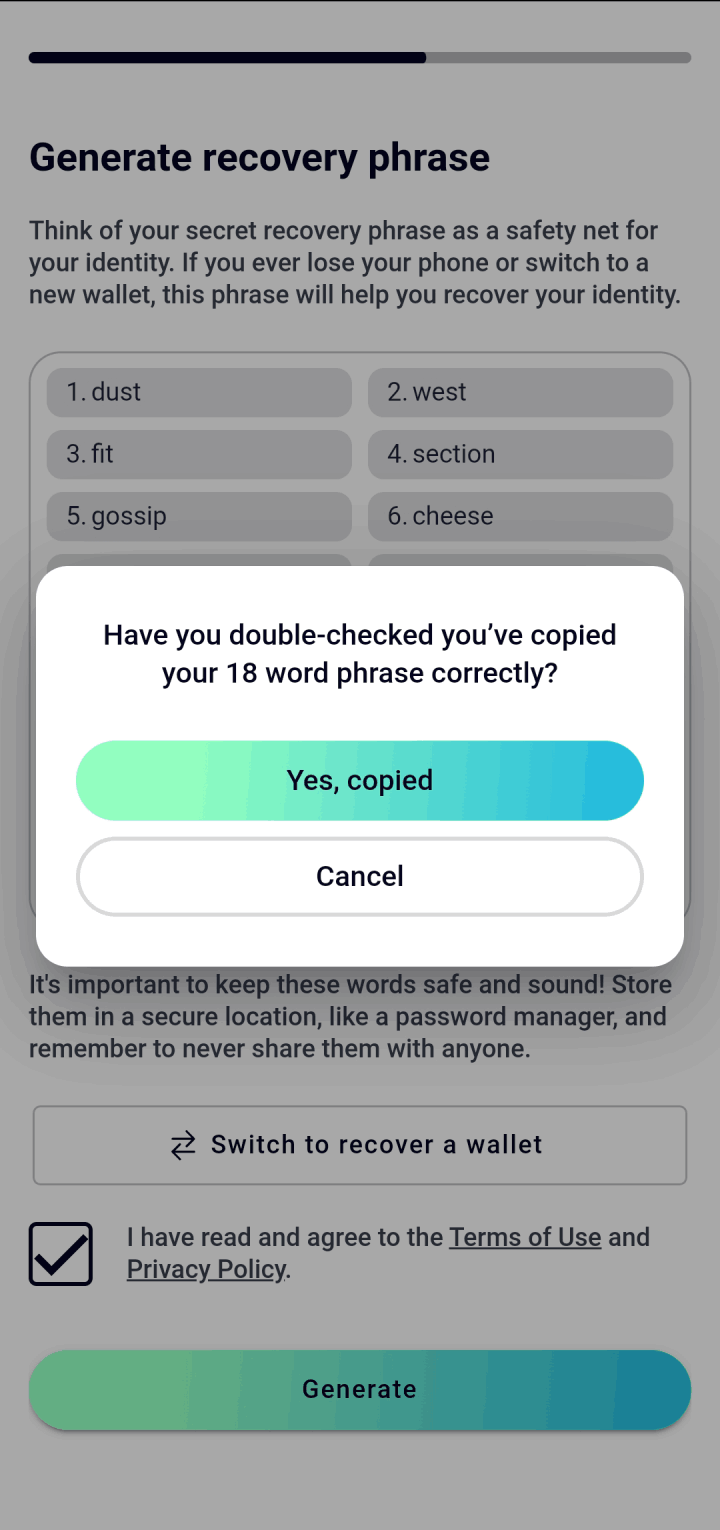 Generate recovery phrase
Think of your secret recovery phrase as a safety net for
your identity. If you ever lose your phone or switch to a
new wallet, this phrase will help you recover your identity.
1. dust
2. west
3. fit
4. section
5. gossip
6. cheese
Have you double-checked you’ve copied
your 18 word phrase correctly?
Yes, copied
Cancel
It's important to keep these words safe and sound! Store
them in a secure location, like a password manager, and
remember to never share them with anyone.
Switch to recover a wallet
I have read and agree to the Terms of Use and
Privacy Policy.
Generate